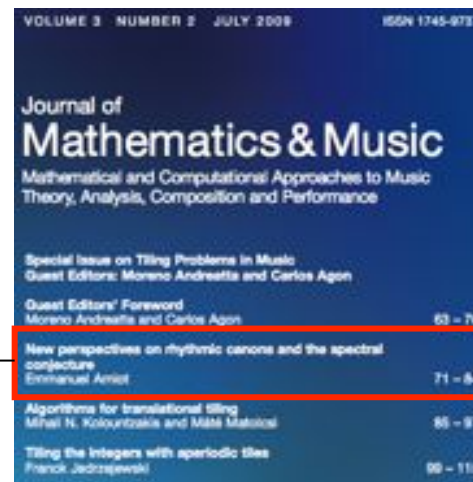 VOLUME 3 NUMBER 2 JULY 2009 ISSN 1745-973
Journal of
Mathematics & Music
Mathematical and Computational Approaches to Music
Theory, Analysis, Composition and Performance
Special Issue on Tiling Problems in Music
Guest Editors: Moreno Andreatta and Carlos Agon
Guest Editors' Foreword
Moreno Andreatta and Carlos Agon 63 – 70
New perspectives on rhythmic canons and the spectral
conjecture
Emmanuel Amiot 71 – 8
Algorithms for translational tiling
Mihail N. Kolountzakis and Máté Matolcsi 85 – 9
Tiling the integers with aperiodic tiles
Franck Jedrzejewski 99 – 11